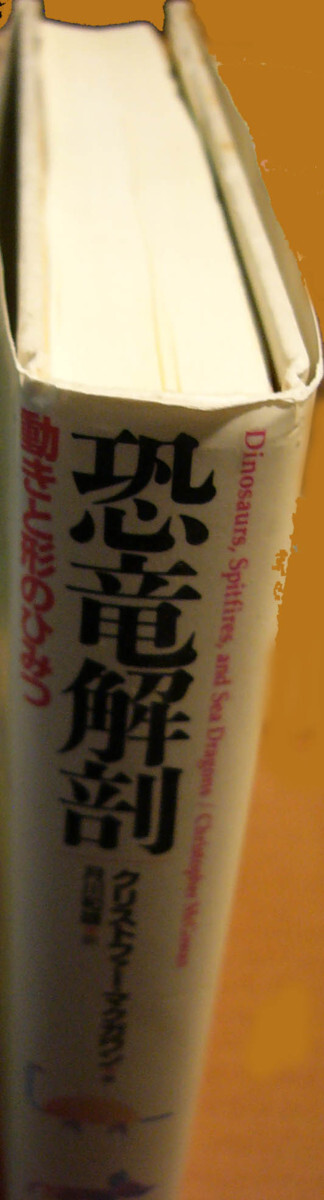 Dinosaurs, Spitfires, and Sea Dragons / Christopher McGowan
恐竜解剖
動きと形のひみつ
クリストファー・マクガワン 著